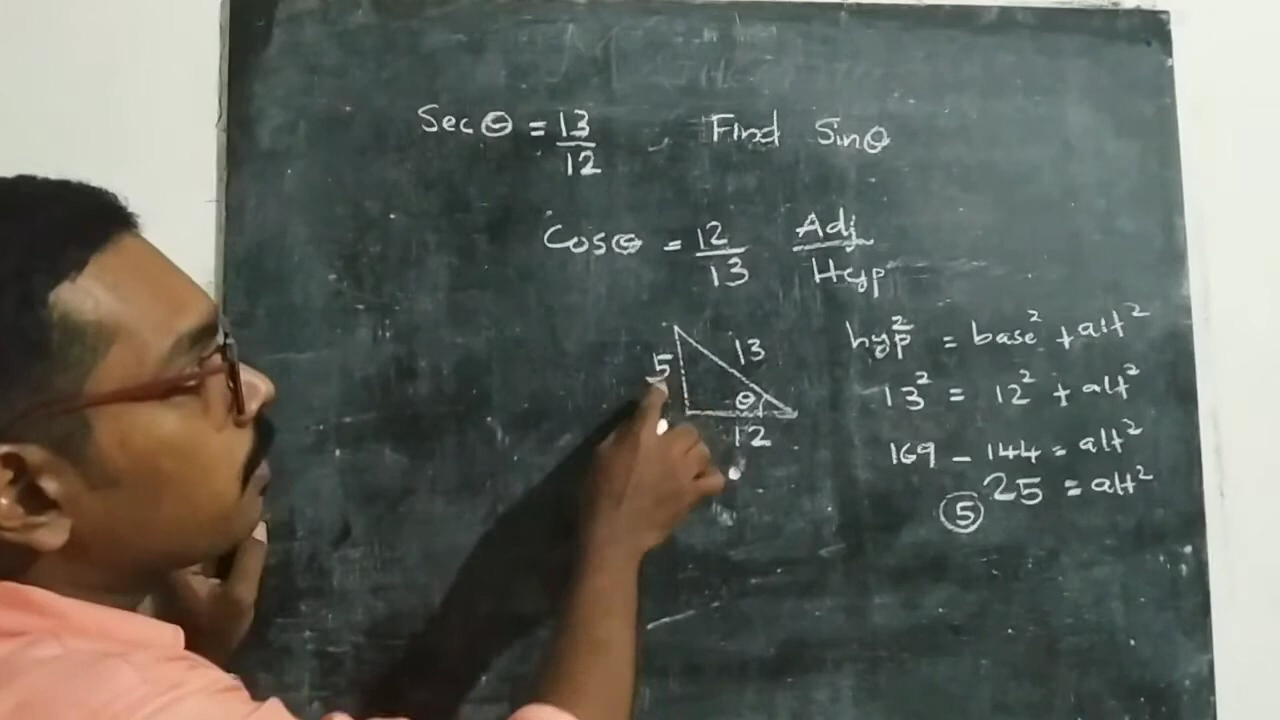 Secθ = 13/12, Find Sinθ
Cosθ = 12/13 Adj/Hyp
5 13 θ 12
hyp² = base² + alt²
13² = 12² + alt²
169 - 144 = alt²
25 = alt²
5